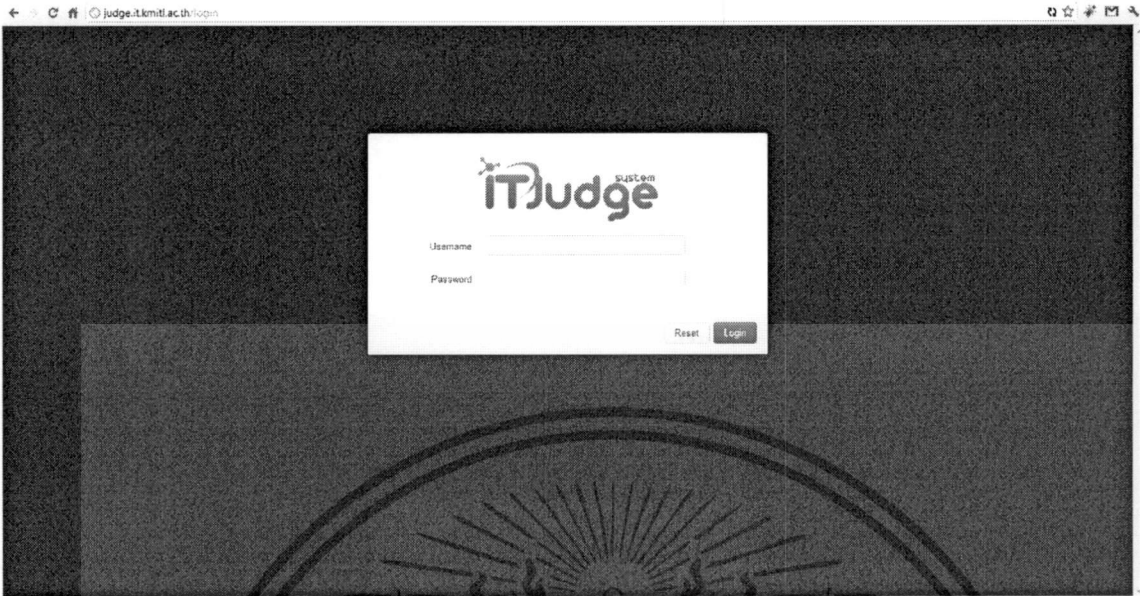 judge.it.kmitl.ac.th/login
system
iTJudge
Username
Password
Reset
Login